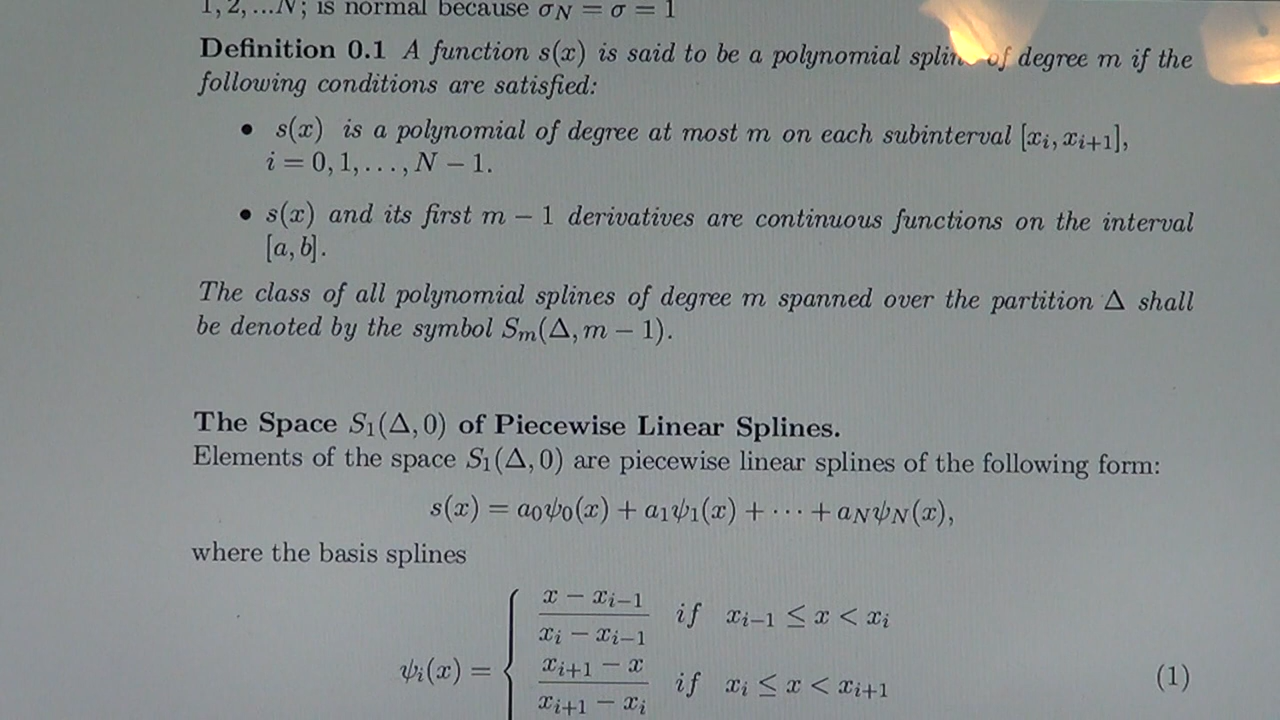 1, 2, ...N; is normal because σ_N = σ = 1
Definition 0.1 A function s(x) is said to be a polynomial spline of degree m if the
following conditions are satisfied:
• s(x) is a polynomial of degree at most m on each subinterval [x_i, x_{i+1}],
i = 0, 1, . . . , N − 1.
• s(x) and its first m − 1 derivatives are continuous functions on the interval
[a, b].
The class of all polynomial splines of degree m spanned over the partition Δ shall
be denoted by the symbol S_m(Δ, m − 1).
The Space S_1(Δ, 0) of Piecewise Linear Splines.
Elements of the space S_1(Δ, 0) are piecewise linear splines of the following form:
s(x) = a_0ψ_0(x) + a_1ψ_1(x) + · · · + a_Nψ_N(x),
where the basis splines
ψ_i(x) = { (x − x_{i−1}) / (x_i − x_{i−1}) if x_{i−1} ≤ x < x_i
(x_{i+1} − x) / (x_{i+1} − x_i) if x_i ≤ x < x_{i+1} (1)